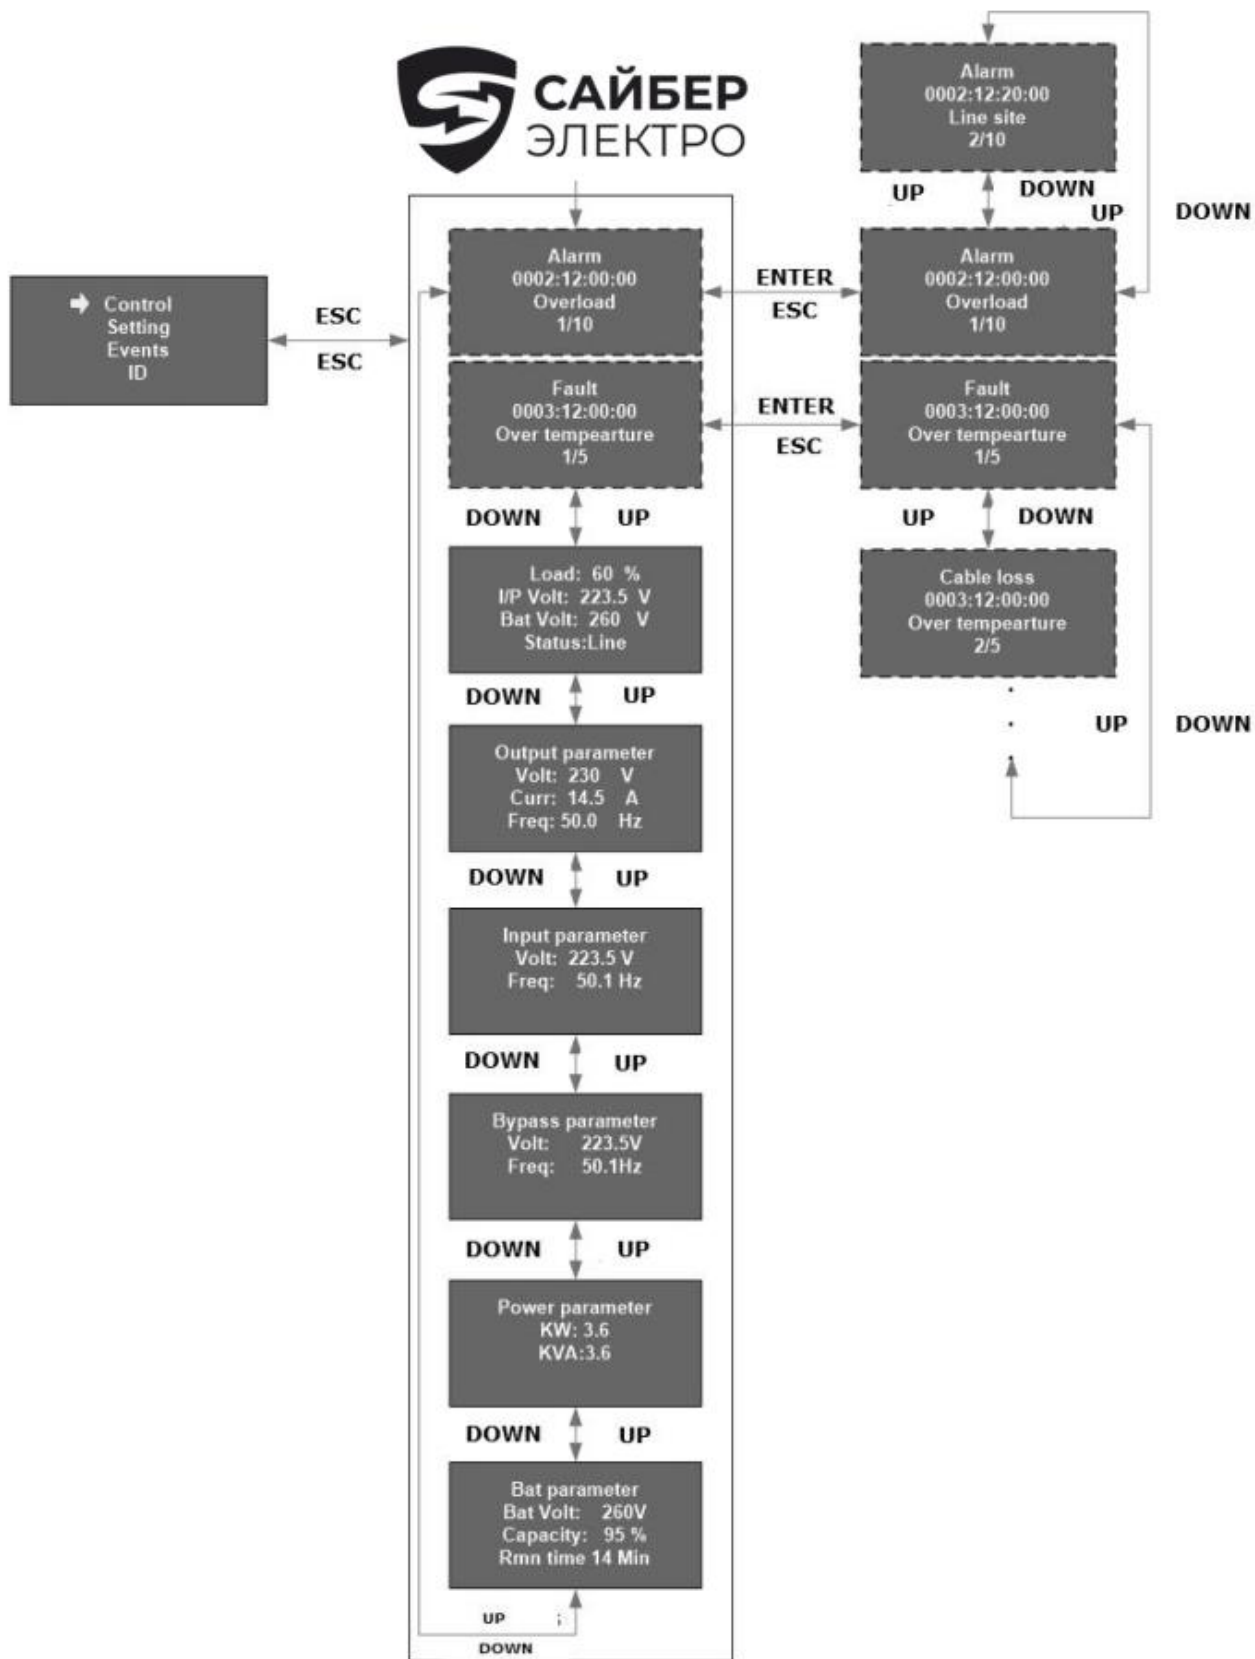 САЙБЕР
ЭЛЕКТРО
Alarm
0002:12:20:00
Line site
2/10
UP DOWN
UP DOWN
Control
Setting
Events
ID
ESC
ESC
Alarm
0002:12:00:00
Overload
1/10
ENTER
ESC
Alarm
0002:12:00:00
Overload
1/10
Fault
0003:12:00:00
Over tempearture
1/5
ENTER
ESC
Fault
0003:12:00:00
Over tempearture
1/5
UP DOWN
Cable loss
0003:12:00:00
Over tempearture
2/5
UP DOWN
DOWN UP
Load: 60 %
I/P Volt: 223.5 V
Bat Volt: 260 V
Status:Line
DOWN UP
Output parameter
Volt: 230 V
Curr: 14.5 A
Freq: 50.0 Hz
DOWN UP
Input parameter
Volt: 223.5 V
Freq: 50.1 Hz
DOWN UP
Bypass parameter
Volt: 223.5V
Freq: 50.1Hz
DOWN UP
Power parameter
KW: 3.6
KVA:3.6
DOWN UP
Bat parameter
Bat Volt: 260V
Capacity: 95 %
Rmn time 14 Min
UP ;
DOWN